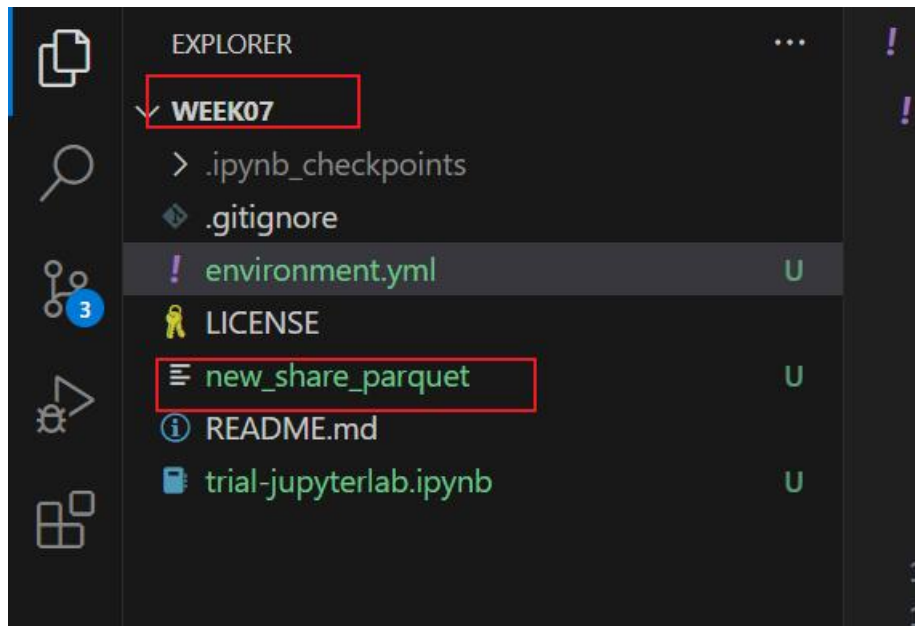 EXPLORER ...
WEEK07
.ipynb_checkpoints
.gitignore
! environment.yml U
LICENSE
new_share_parquet U
README.md
trial-jupyterlab.ipynb U
3
!
!